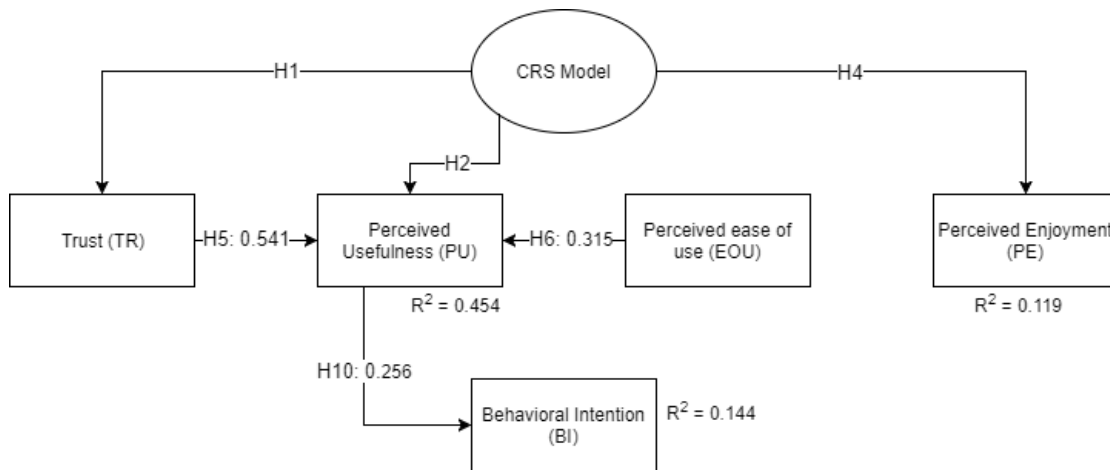 CRS Model
H1
H4
H2
Trust (TR)
H5: 0.541
Perceived
Usefulness (PU)
H6: 0.315
Perceived ease of
use (EOU)
Perceived Enjoyment
(PE)
R² = 0.454
R² = 0.119
H10: 0.256
Behavioral Intention
(BI)
R² = 0.144